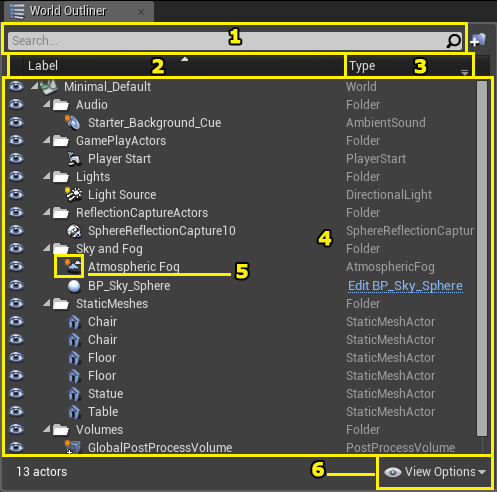 World Outliner
1
Search...
Label 2 Type 3
Minimal_Default World
Audio Folder
Starter_Background_Cue AmbientSound
GamePlayActors Folder
Player Start PlayerStart
Lights Folder
Light Source DirectionalLight
ReflectionCaptureActors Folder
SphereReflectionCapture10 SphereReflectionCaptur
4
Sky and Fog Folder
Atmospheric Fog 5 AtmosphericFog
BP_Sky_Sphere Edit BP_Sky_Sphere
StaticMeshes Folder
Chair StaticMeshActor
Chair StaticMeshActor
Floor StaticMeshActor
Floor StaticMeshActor
Statue StaticMeshActor
Table StaticMeshActor
Volumes Folder
GlobalPostProcessVolume PostProcessVolume
13 actors 6 View Options